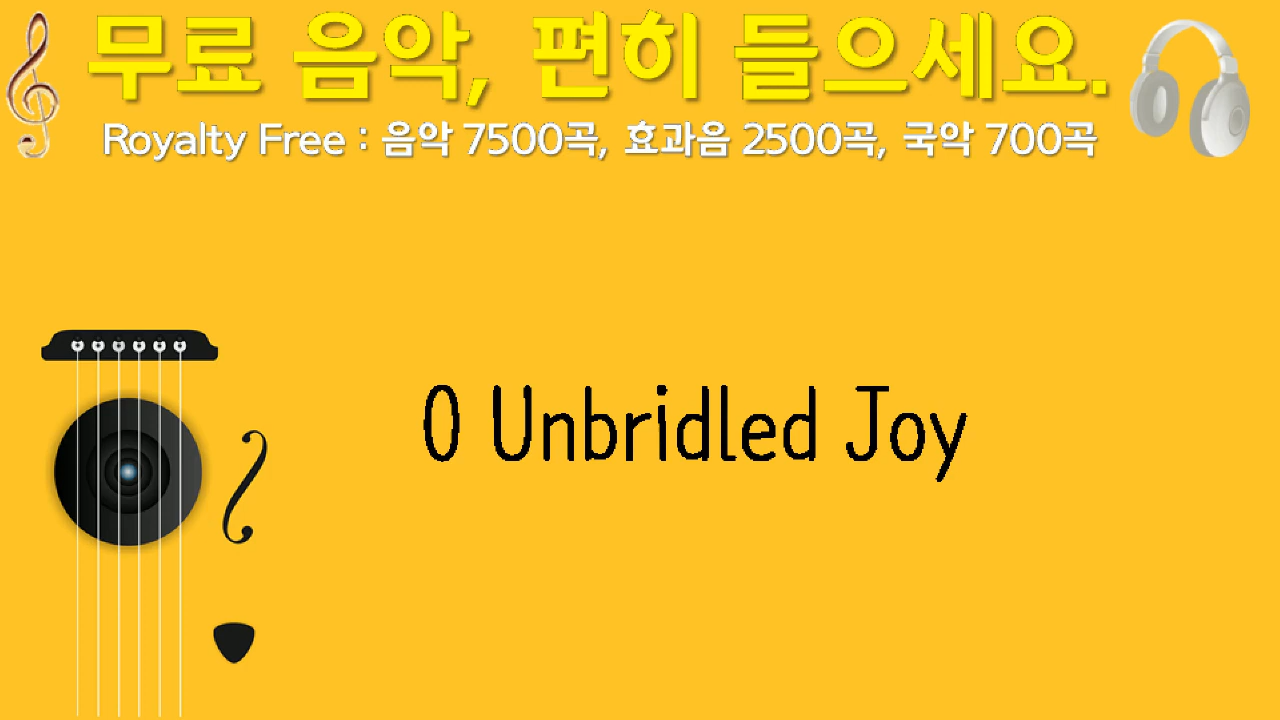 무료 음악, 편히 들으세요.
Royalty Free : 음악 7500곡, 효과음 2500곡, 국악 700곡
0 Unbridled Joy